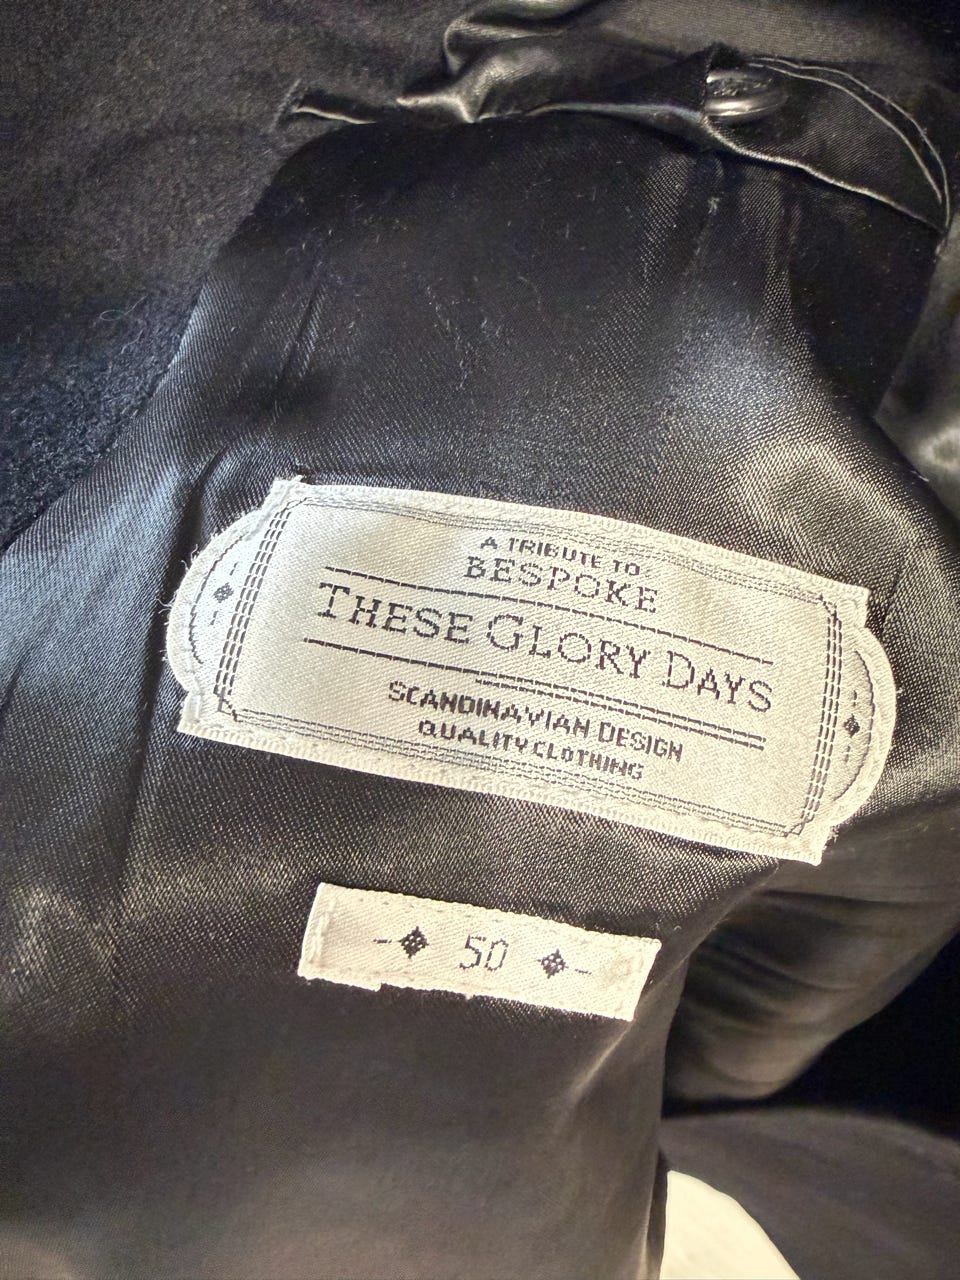 A TRIBUTE TO
BESPOKE
THESE GLORY DAYS
SCANDINAVIAN DESIGN
QUALITY CLOTHING
50